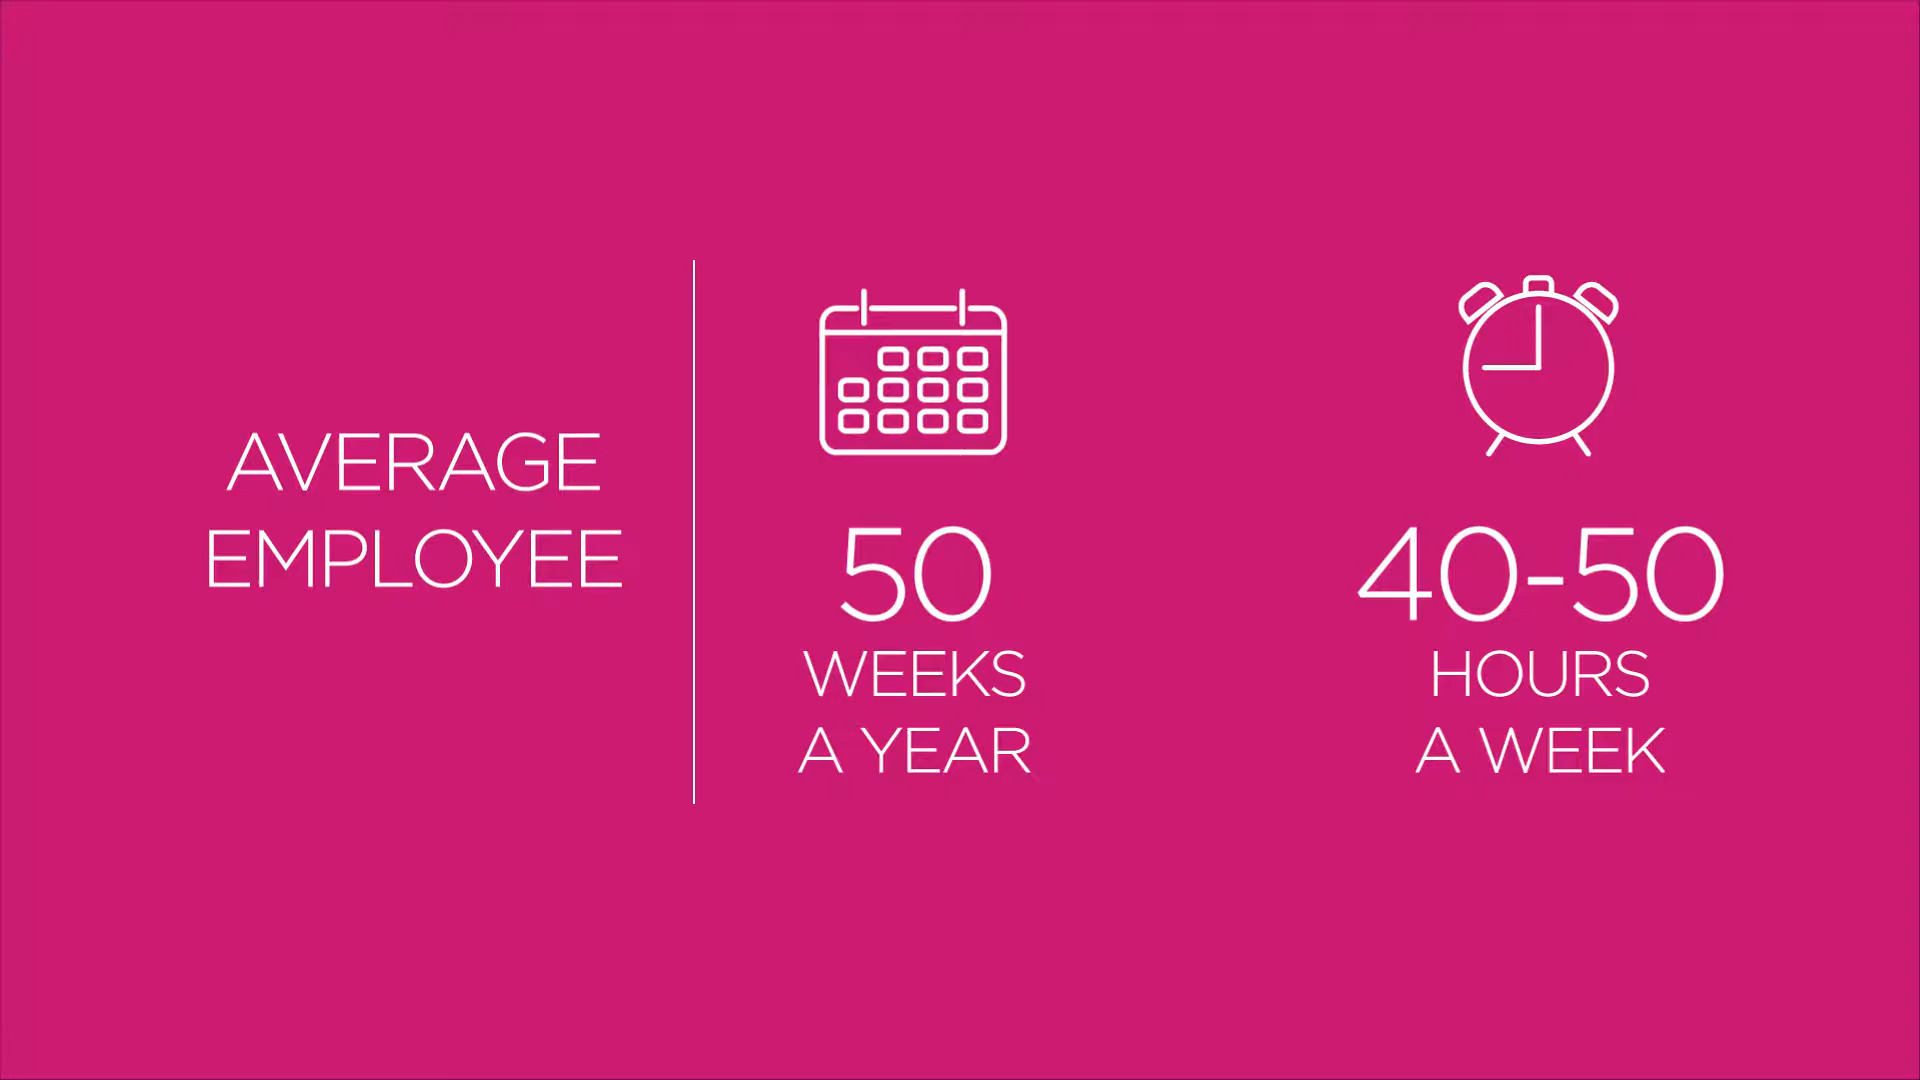 AVERAGE
EMPLOYEE
50
WEEKS
A YEAR
40-50
HOURS
A WEEK